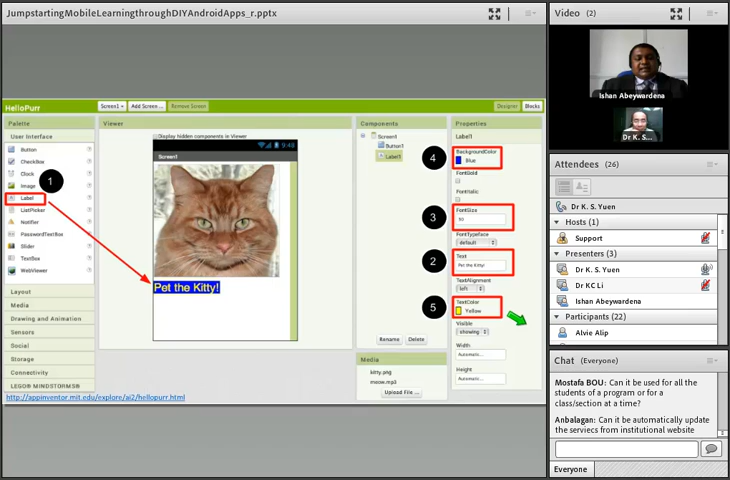 JumpstartingMobileLearningthroughDIYAndroidApps_r.pptx
HelloPurr
Screen1
Add Screen ...
Remove Screen
Designer
Blocks
Palette
User Interface
Button
CheckBox
Clock
Image
Label
ListPicker
Notifier
PasswordTextBox
Slider
TextBox
WebViewer
Layout
Media
Drawing and Animation
Sensors
Social
Storage
Connectivity
LEGO® MINDSTORMS®
1
Viewer
Display hidden components in Viewer
9:48
Screen1
Pet the Kitty!
Components
Screen1
Button1
Label1
Rename
Delete
Media
kitty.png
meow.mp3
Upload File ...
Properties
Label1
4
BackgroundColor
Blue
FontBold
FontItalic
3
FontSize
30
FontTypeface
default
2
Text
Pet the Kitty!
TextAlignment
left
5
TextColor
Yellow
Visible
showing
Width
Automatic...
Height
Automatic...
http://appinventor.mit.edu/explore/ai2/hellopurr.html
Video (2)
Ishan Abeywardena
Dr K. S...
Attendees (26)
Dr K. S. Yuen
Hosts (1)
Support
Presenters (3)
Dr K. S. Yuen
Dr KC Li
Ishan Abeywardena
Participants (22)
Alvie Alip
Chat (Everyone)
Mostafa BOU: Can it be used for all the
students of a program or for a
class/section at a time?
Anbalagan: Can it be automatically update
the serviecs from institutional website
Everyone